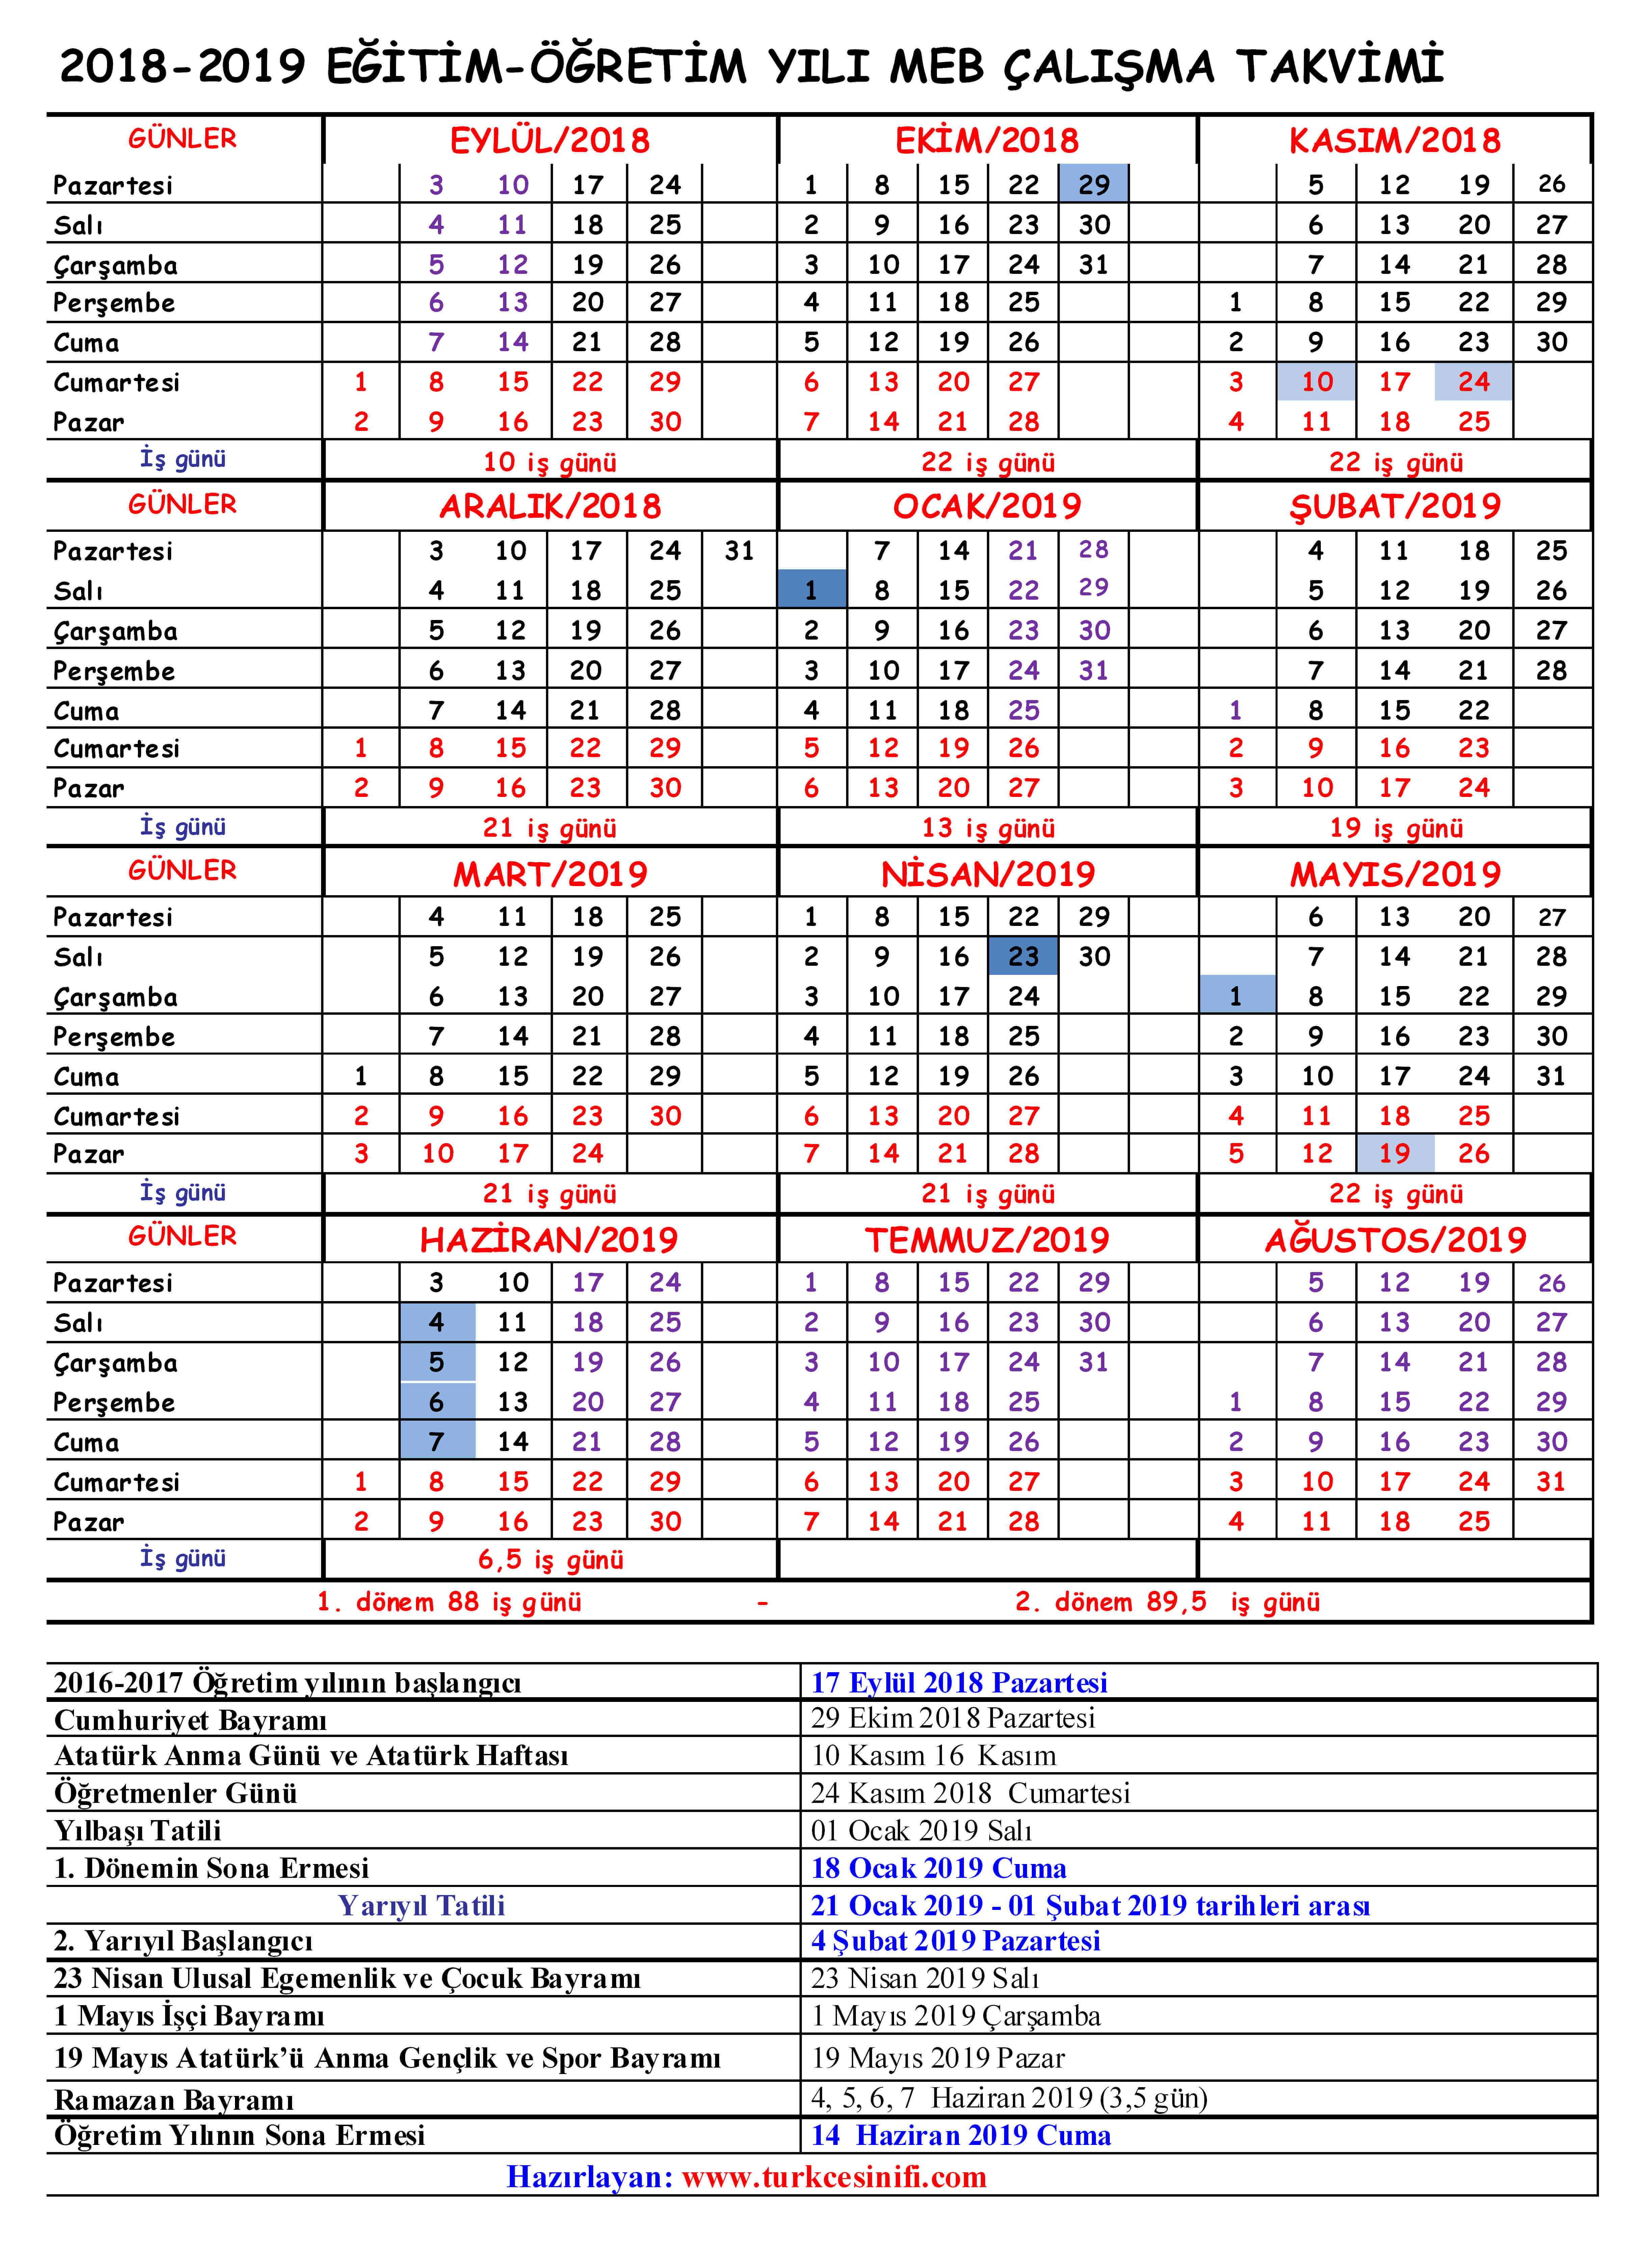 2018-2019 EĞİTİM-ÖĞRETİM YILI MEB ÇALIŞMA TAKVİMİ
GÜNLER EYLÜL/2018 EKİM/2018 KASIM/2018
Pazartesi 3 10 17 24 1 8 15 22 29 5 12 19 26
Salı 4 11 18 25 2 9 16 23 30 6 13 20 27
Çarşamba 5 12 19 26 3 10 17 24 31 7 14 21 28
Perşembe 6 13 20 27 4 11 18 25 1 8 15 22 29
Cuma 7 14 21 28 5 12 19 26 2 9 16 23 30
Cumartesi 1 8 15 22 29 6 13 20 27 3 10 17 24
Pazar 2 9 16 23 30 7 14 21 28 4 11 18 25
İş günü 10 iş günü 22 iş günü 22 iş günü
GÜNLER ARALIK/2018 OCAK/2019 ŞUBAT/2019
Pazartesi 3 10 17 24 31 7 14 21 28 4 11 18 25
Salı 4 11 18 25 1 8 15 22 29 5 12 19 26
Çarşamba 5 12 19 26 2 9 16 23 30 6 13 20 27
Perşembe 6 13 20 27 3 10 17 24 31 7 14 21 28
Cuma 7 14 21 28 4 11 18 25 1 8 15 22
Cumartesi 1 8 15 22 29 5 12 19 26 2 9 16 23
Pazar 2 9 16 23 30 6 13 20 27 3 10 17 24
İş günü 21 iş günü 13 iş günü 19 iş günü
GÜNLER MART/2019 NİSAN/2019 MAYIS/2019
Pazartesi 4 11 18 25 1 8 15 22 29 6 13 20 27
Salı 5 12 19 26 2 9 16 23 30 7 14 21 28
Çarşamba 6 13 20 27 3 10 17 24 1 8 15 22 29
Perşembe 7 14 21 28 4 11 18 25 2 9 16 23 30
Cuma 1 8 15 22 29 5 12 19 26 3 10 17 24 31
Cumartesi 2 9 16 23 30 6 13 20 27 4 11 18 25
Pazar 3 10 17 24 7 14 21 28 5 12 19 26
İş günü 21 iş günü 21 iş günü 22 iş günü
GÜNLER HAZİRAN/2019 TEMMUZ/2019 AĞUSTOS/2019
Pazartesi 3 10 17 24 1 8 15 22 29 5 12 19 26
Salı 4 11 18 25 2 9 16 23 30 6 13 20 27
Çarşamba 5 12 19 26 3 10 17 24 31 7 14 21 28
Perşembe 6 13 20 27 4 11 18 25 1 8 15 22 29
Cuma 7 14 21 28 5 12 19 26 2 9 16 23 30
Cumartesi 1 8 15 22 29 6 13 20 27 3 10 17 24 31
Pazar 2 9 16 23 30 7 14 21 28 4 11 18 25
İş günü 6,5 iş günü
1. dönem 88 iş günü - 2. dönem 89,5 iş günü
2016-2017 Öğretim yılının başlangıcı 17 Eylül 2018 Pazartesi
Cumhuriyet Bayramı 29 Ekim 2018 Pazartesi
Atatürk Anma Günü ve Atatürk Haftası 10 Kasım 16 Kasım
Öğretmenler Günü 24 Kasım 2018 Cumartesi
Yılbaşı Tatili 01 Ocak 2019 Salı
1. Dönemin Sona Ermesi 18 Ocak 2019 Cuma
Yarıyıl Tatili 21 Ocak 2019 - 01 Şubat 2019 tarihleri arası
2. Yarıyıl Başlangıcı 4 Şubat 2019 Pazartesi
23 Nisan Ulusal Egemenlik ve Çocuk Bayramı 23 Nisan 2019 Salı
1 Mayıs İşçi Bayramı 1 Mayıs 2019 Çarşamba
19 Mayıs Atatürk’ü Anma Gençlik ve Spor Bayramı 19 Mayıs 2019 Pazar
Ramazan Bayramı 4, 5, 6, 7 Haziran 2019 (3,5 gün)
Öğretim Yılının Sona Ermesi 14 Haziran 2019 Cuma
Hazırlayan: www.turkcesinifi.com